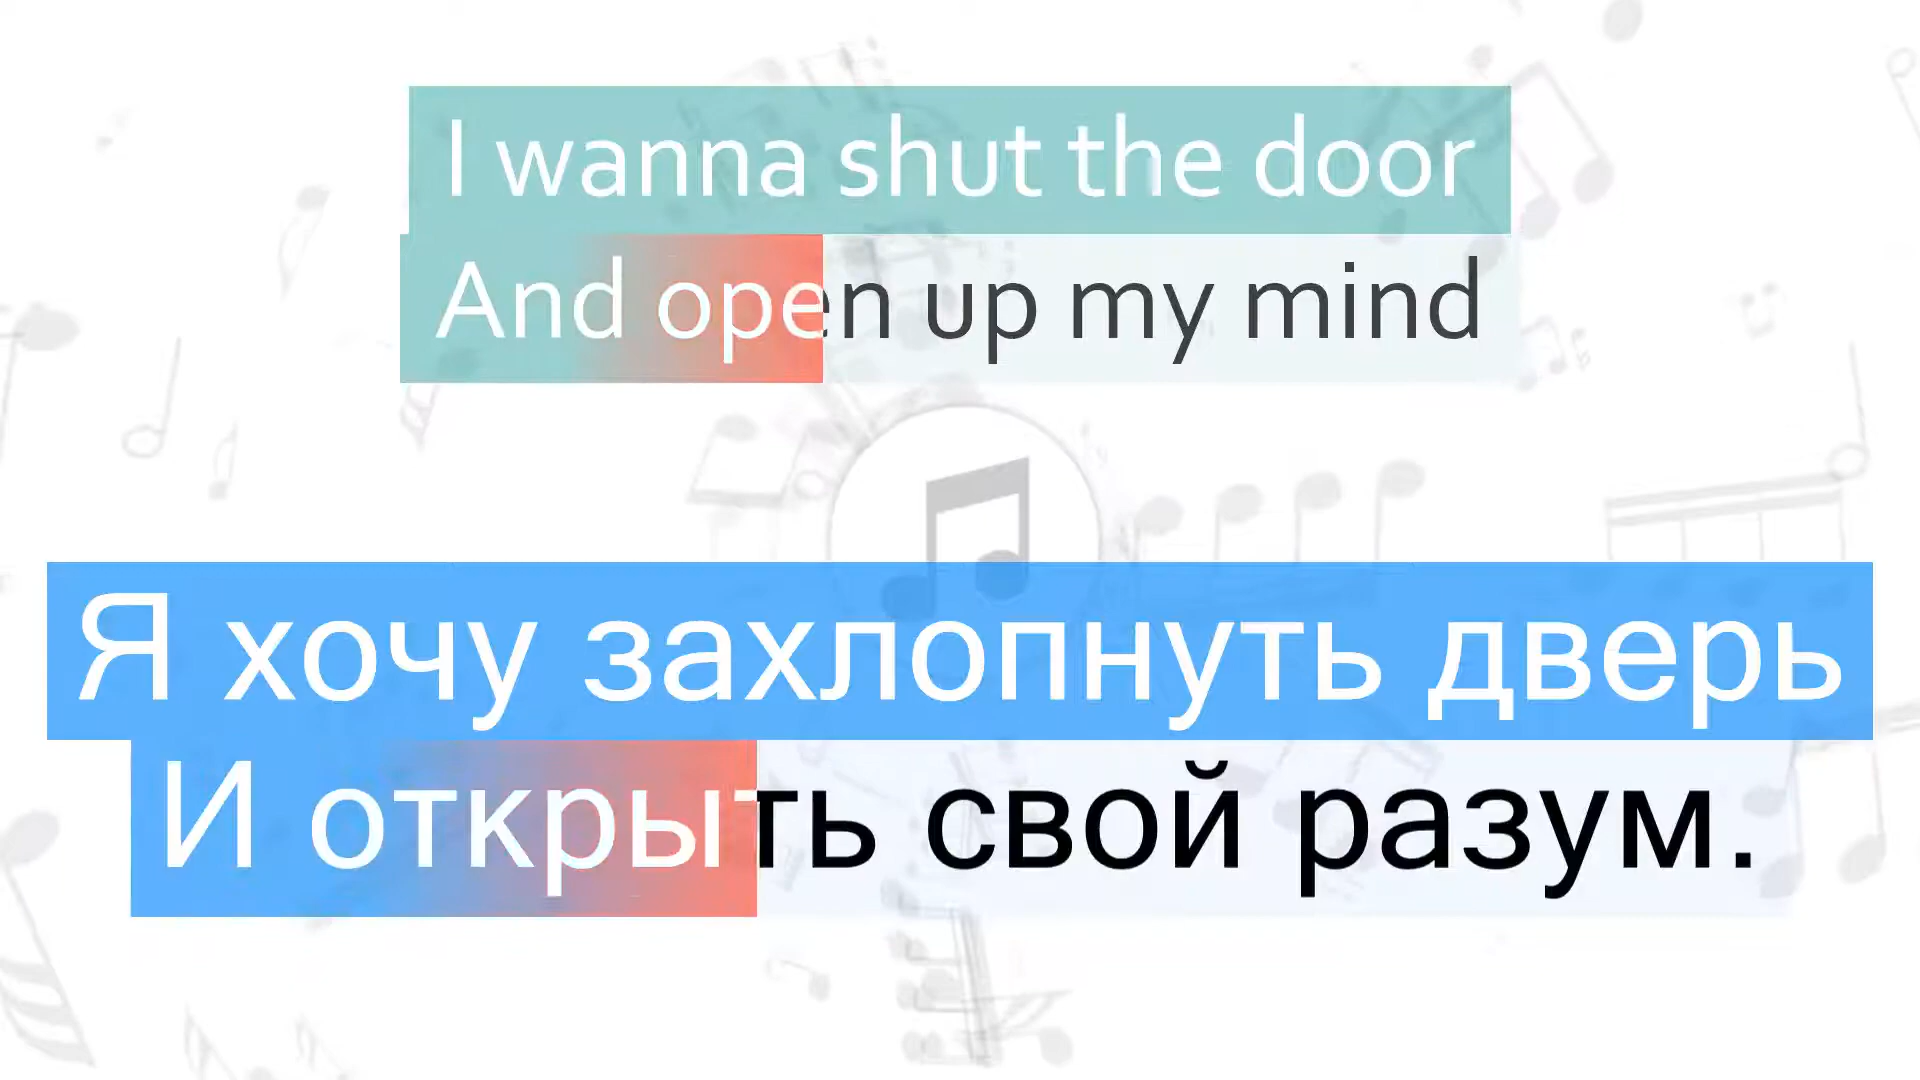 I wanna shut the door
And open up my mind
Я хочу захлопнуть дверь
И открыть свой разум.